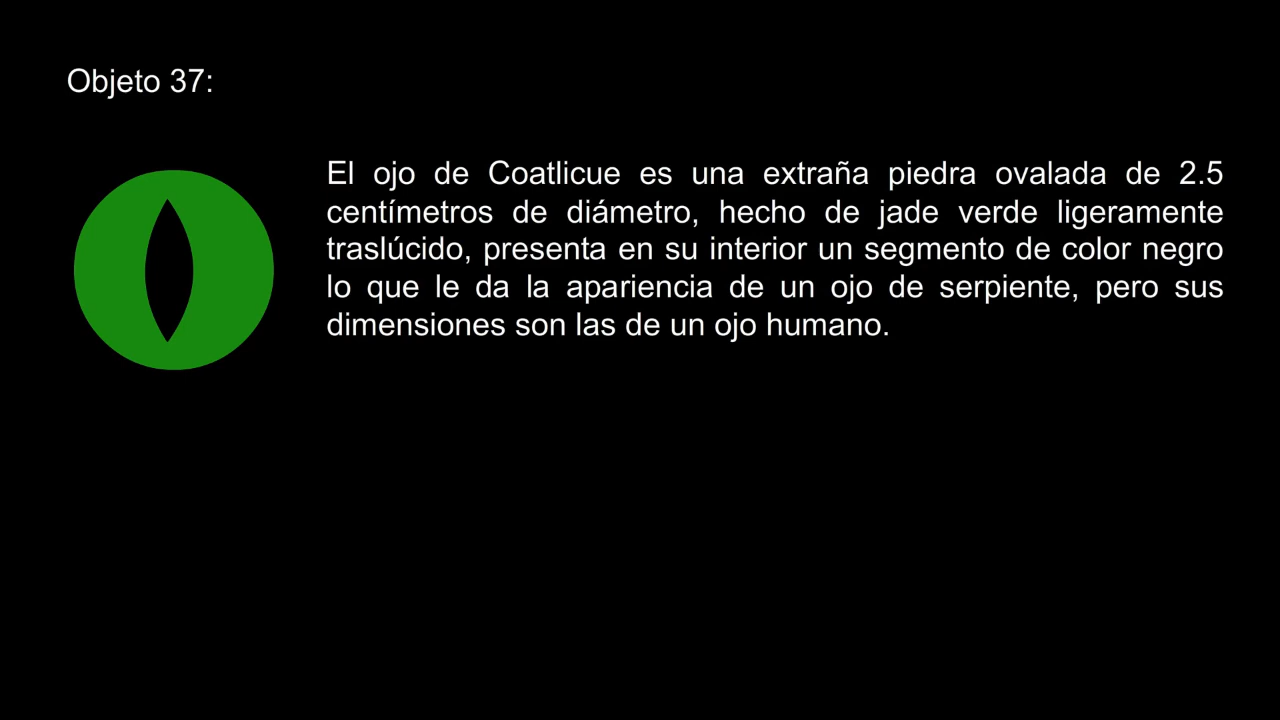 Objeto 37:
El ojo de Coatlicue es una extraña piedra ovalada de 2.5
centímetros de diámetro, hecho de jade verde ligeramente
traslúcido, presenta en su interior un segmento de color negro
lo que le da la apariencia de un ojo de serpiente, pero sus
dimensiones son las de un ojo humano.